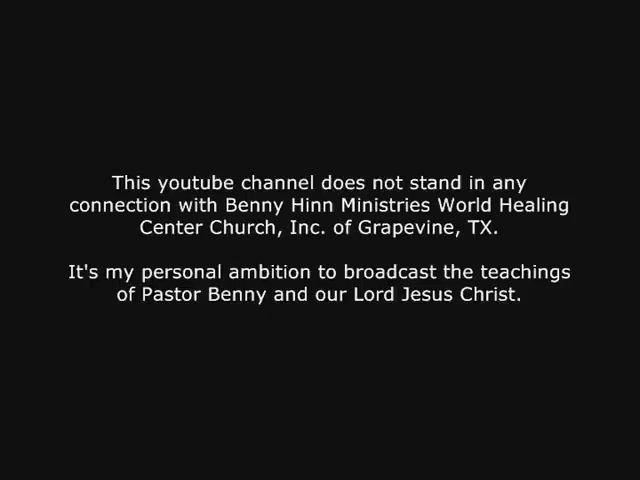 This youtube channel does not stand in any
connection with Benny Hinn Ministries World Healing
Center Church, Inc. of Grapevine, TX.
It's my personal ambition to broadcast the teachings
of Pastor Benny and our Lord Jesus Christ.